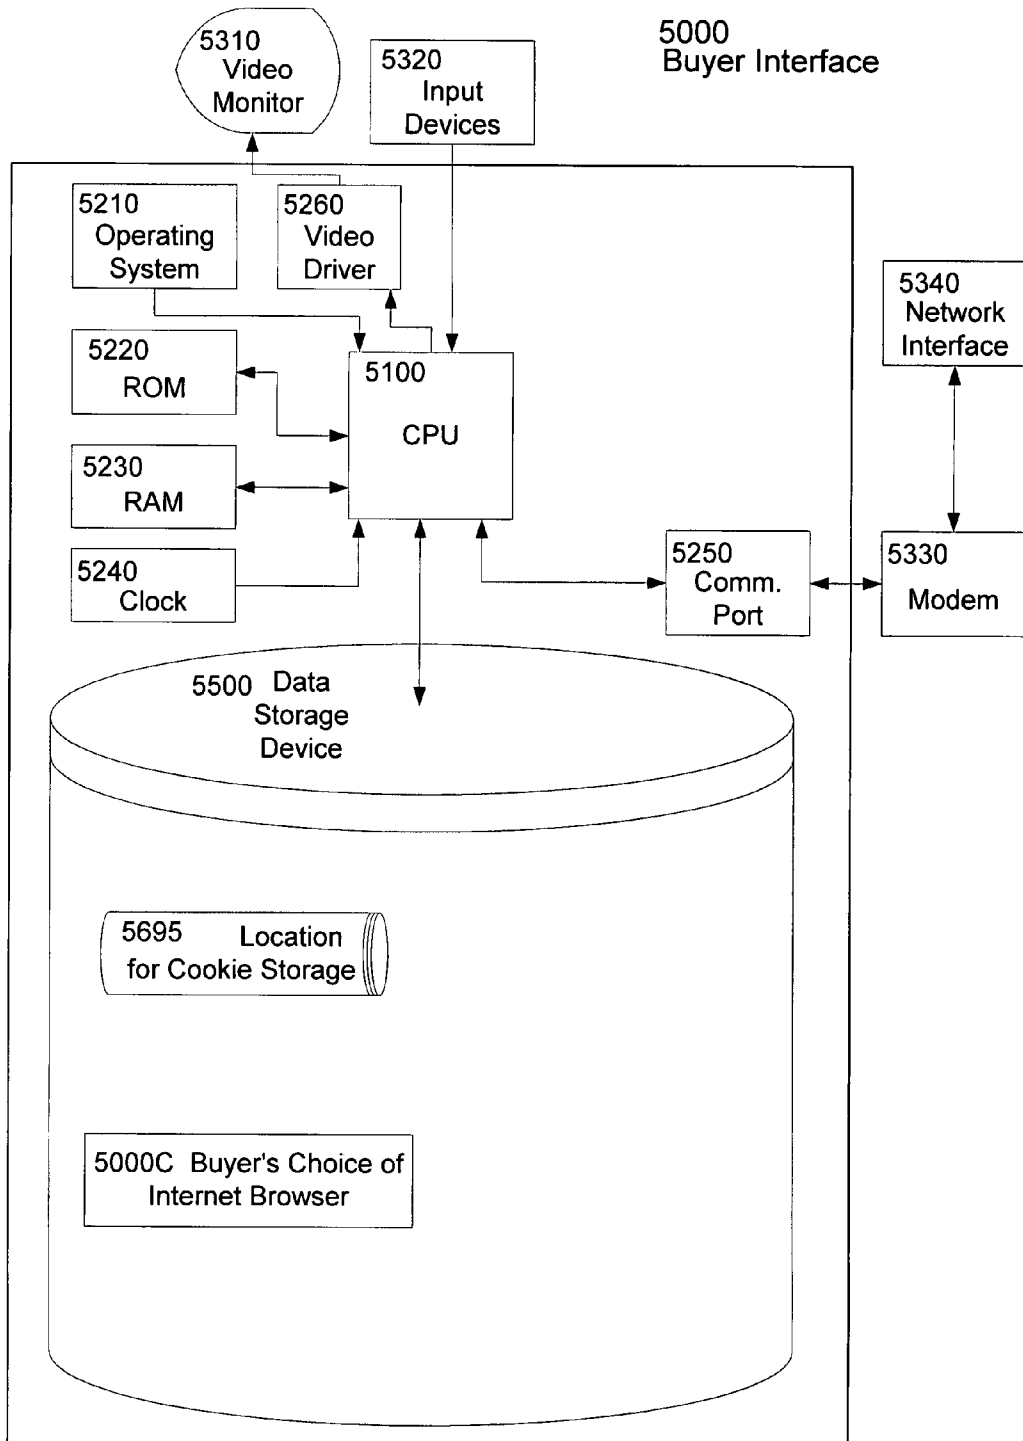 5000
Buyer Interface
5310
Video
Monitor
5320
Input
Devices
5210
Operating
System
5260
Video
Driver
5340
Network
Interface
5220
ROM
5100
CPU
5230
RAM
5240
Clock
5250
Comm.
Port
5330
Modem
5500 Data
Storage
Device
5695 Location
for Cookie Storage
5000C Buyer's Choice of
Internet Browser